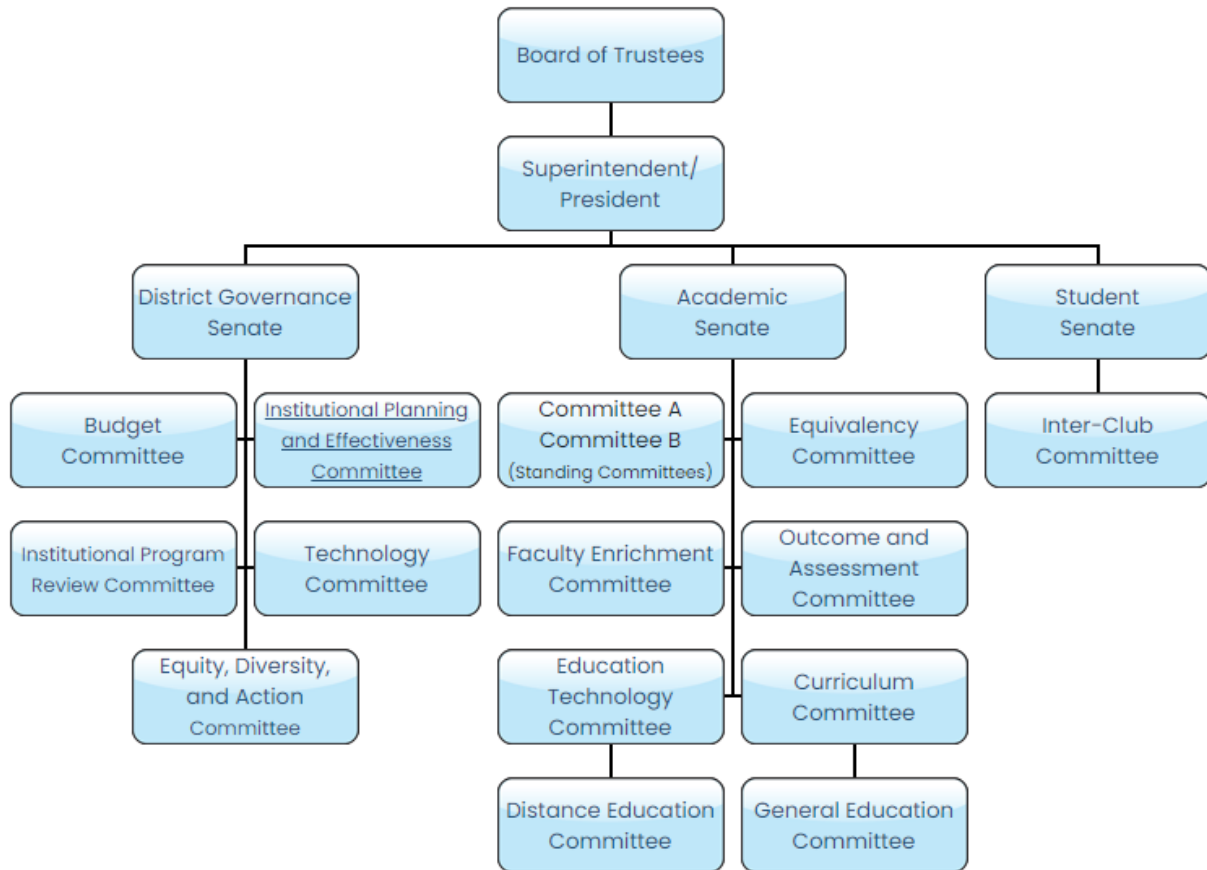 Board of Trustees
Superintendent/
President
District Governance
Senate
Academic
Senate
Student
Senate
Budget
Committee
Institutional Planning
and Effectiveness
Committee
Committee A
Committee B
(Standing Committees)
Equivalency
Committee
Inter-Club
Committee
Institutional Program
Review Committee
Technology
Committee
Faculty Enrichment
Committee
Outcome and
Assessment
Committee
Equity, Diversity,
and Action
Committee
Education
Technology
Committee
Curriculum
Committee
Distance Education
Committee
General Education
Committee